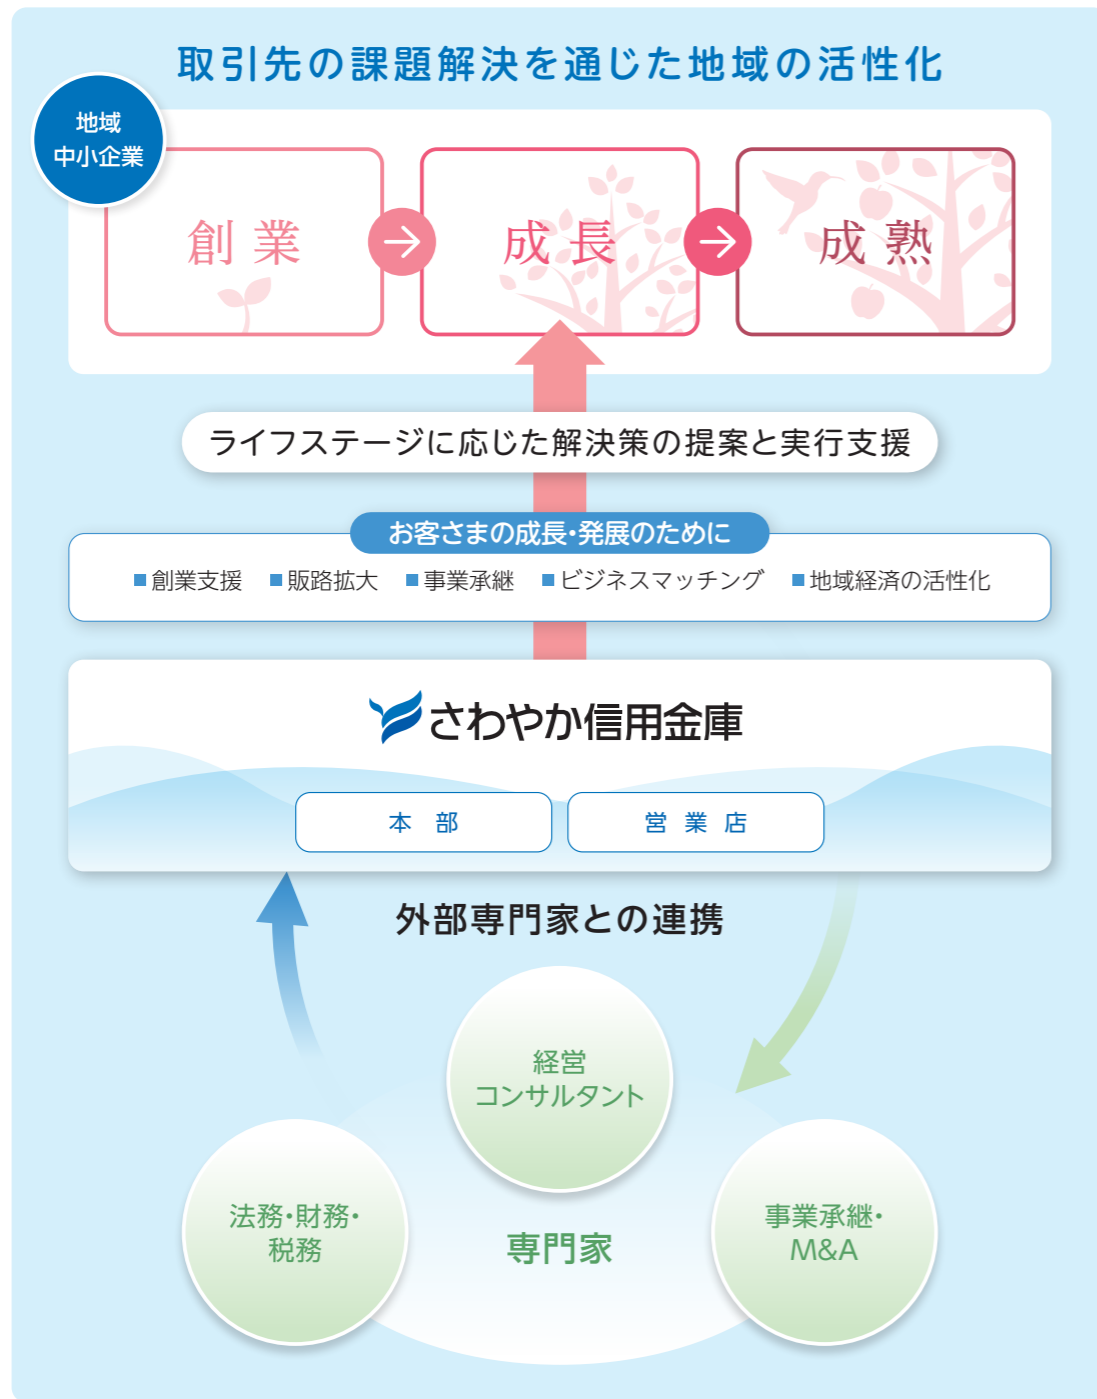 取引先の課題解決を通じた地域の活性化
地域
中小企業
創業
成長
成熟
ライフステージに応じた解決策の提案と実行支援
お客さまの成長・発展のために
■創業支援 ■販路拡大 ■事業承継 ■ビジネスマッチング ■地域経済の活性化
さわやか信用金庫
本部
営業店
外部専門家との連携
経営
コンサルタント
法務・財務・
税務
専門家
事業承継・
M&A